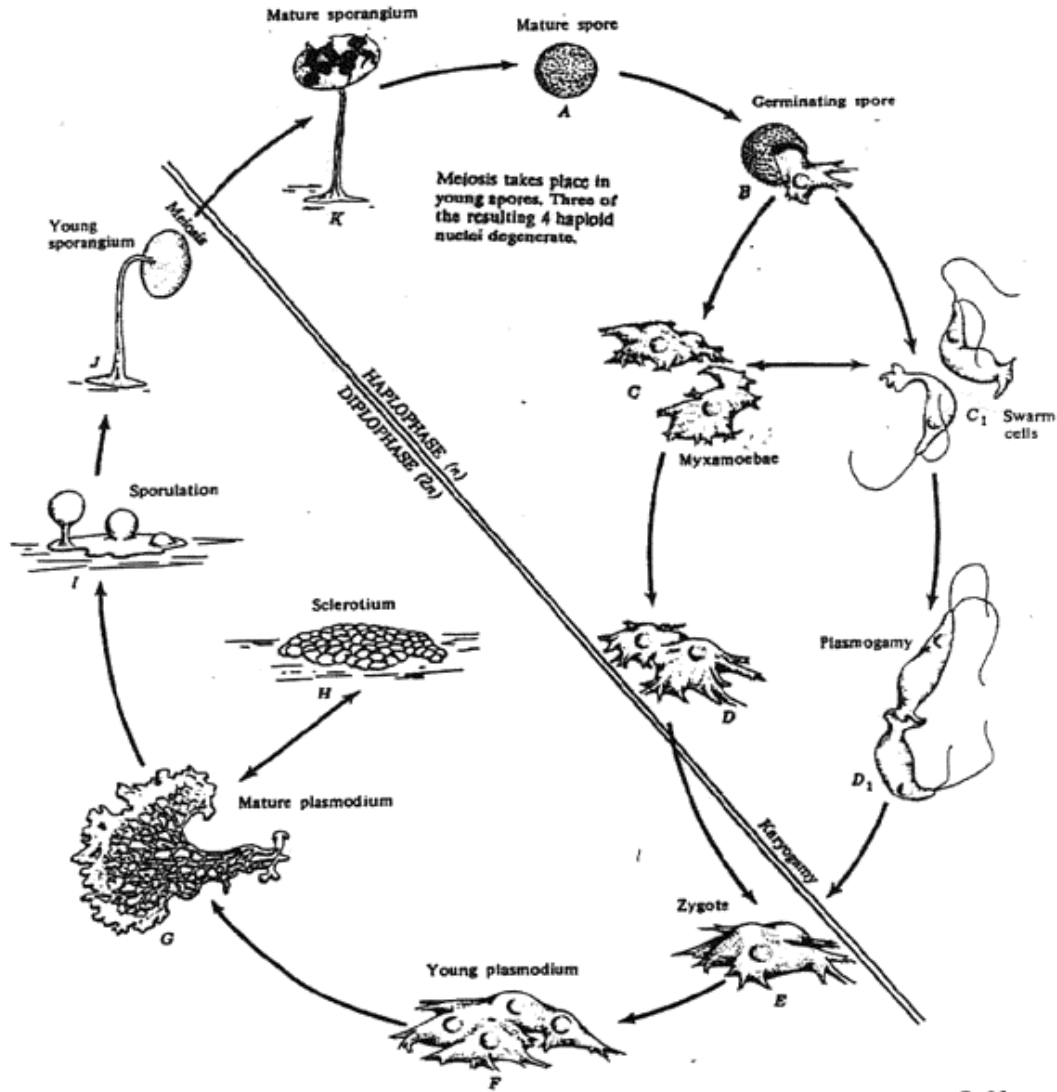 Mature sporangium
Mature spore
A
Germinating spore
B
K
Meiosis takes place in
young spores. Three of
the resulting 4 haploid
nuclei degenerate.
Meiosis
Young
sporangium
J
HAPLOPHASE (n)
DIPLOPHASE (2n)
C
Myxamoebae
C1 Swarm
cells
Sporulation
I
Sclerotium
H
D
Plasmogamy
D1
Mature plasmodium
G
Karyogamy
Zygote
E
Young plasmodium
F